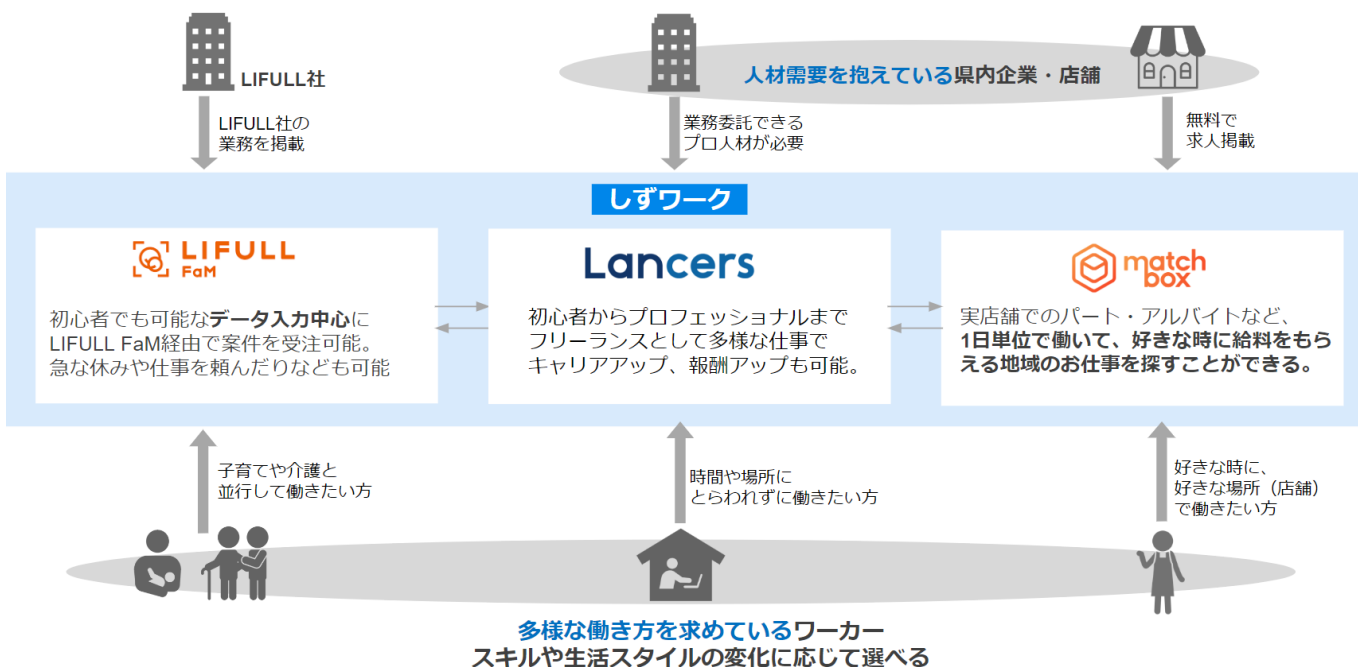 LIFULL社
人材需要を抱えている県内企業・店舗
LIFULL社の
業務を掲載
業務委託できる
プロ人材が必要
無料で
求人掲載
しずワーク
LIFULL
FaM
初心者でも可能なデータ入力中心に
LIFULL FaM経由で案件を受注可能。
急な休みや仕事を頼んだりなども可能
Lancers
初心者からプロフェッショナルまで
フリーランスとして多様な仕事で
キャリアアップ、報酬アップも可能。
match
box
実店舗でのパート・アルバイトなど、
1日単位で働いて、好きな時に給料をもら
える地域のお仕事を探すことができる。
子育てや介護と
並行して働きたい方
時間や場所に
とらわれずに働きたい方
好きな時に、
好きな場所（店舗）
で働きたい方
多様な働き方を求めているワーカー
スキルや生活スタイルの変化に応じて選べる